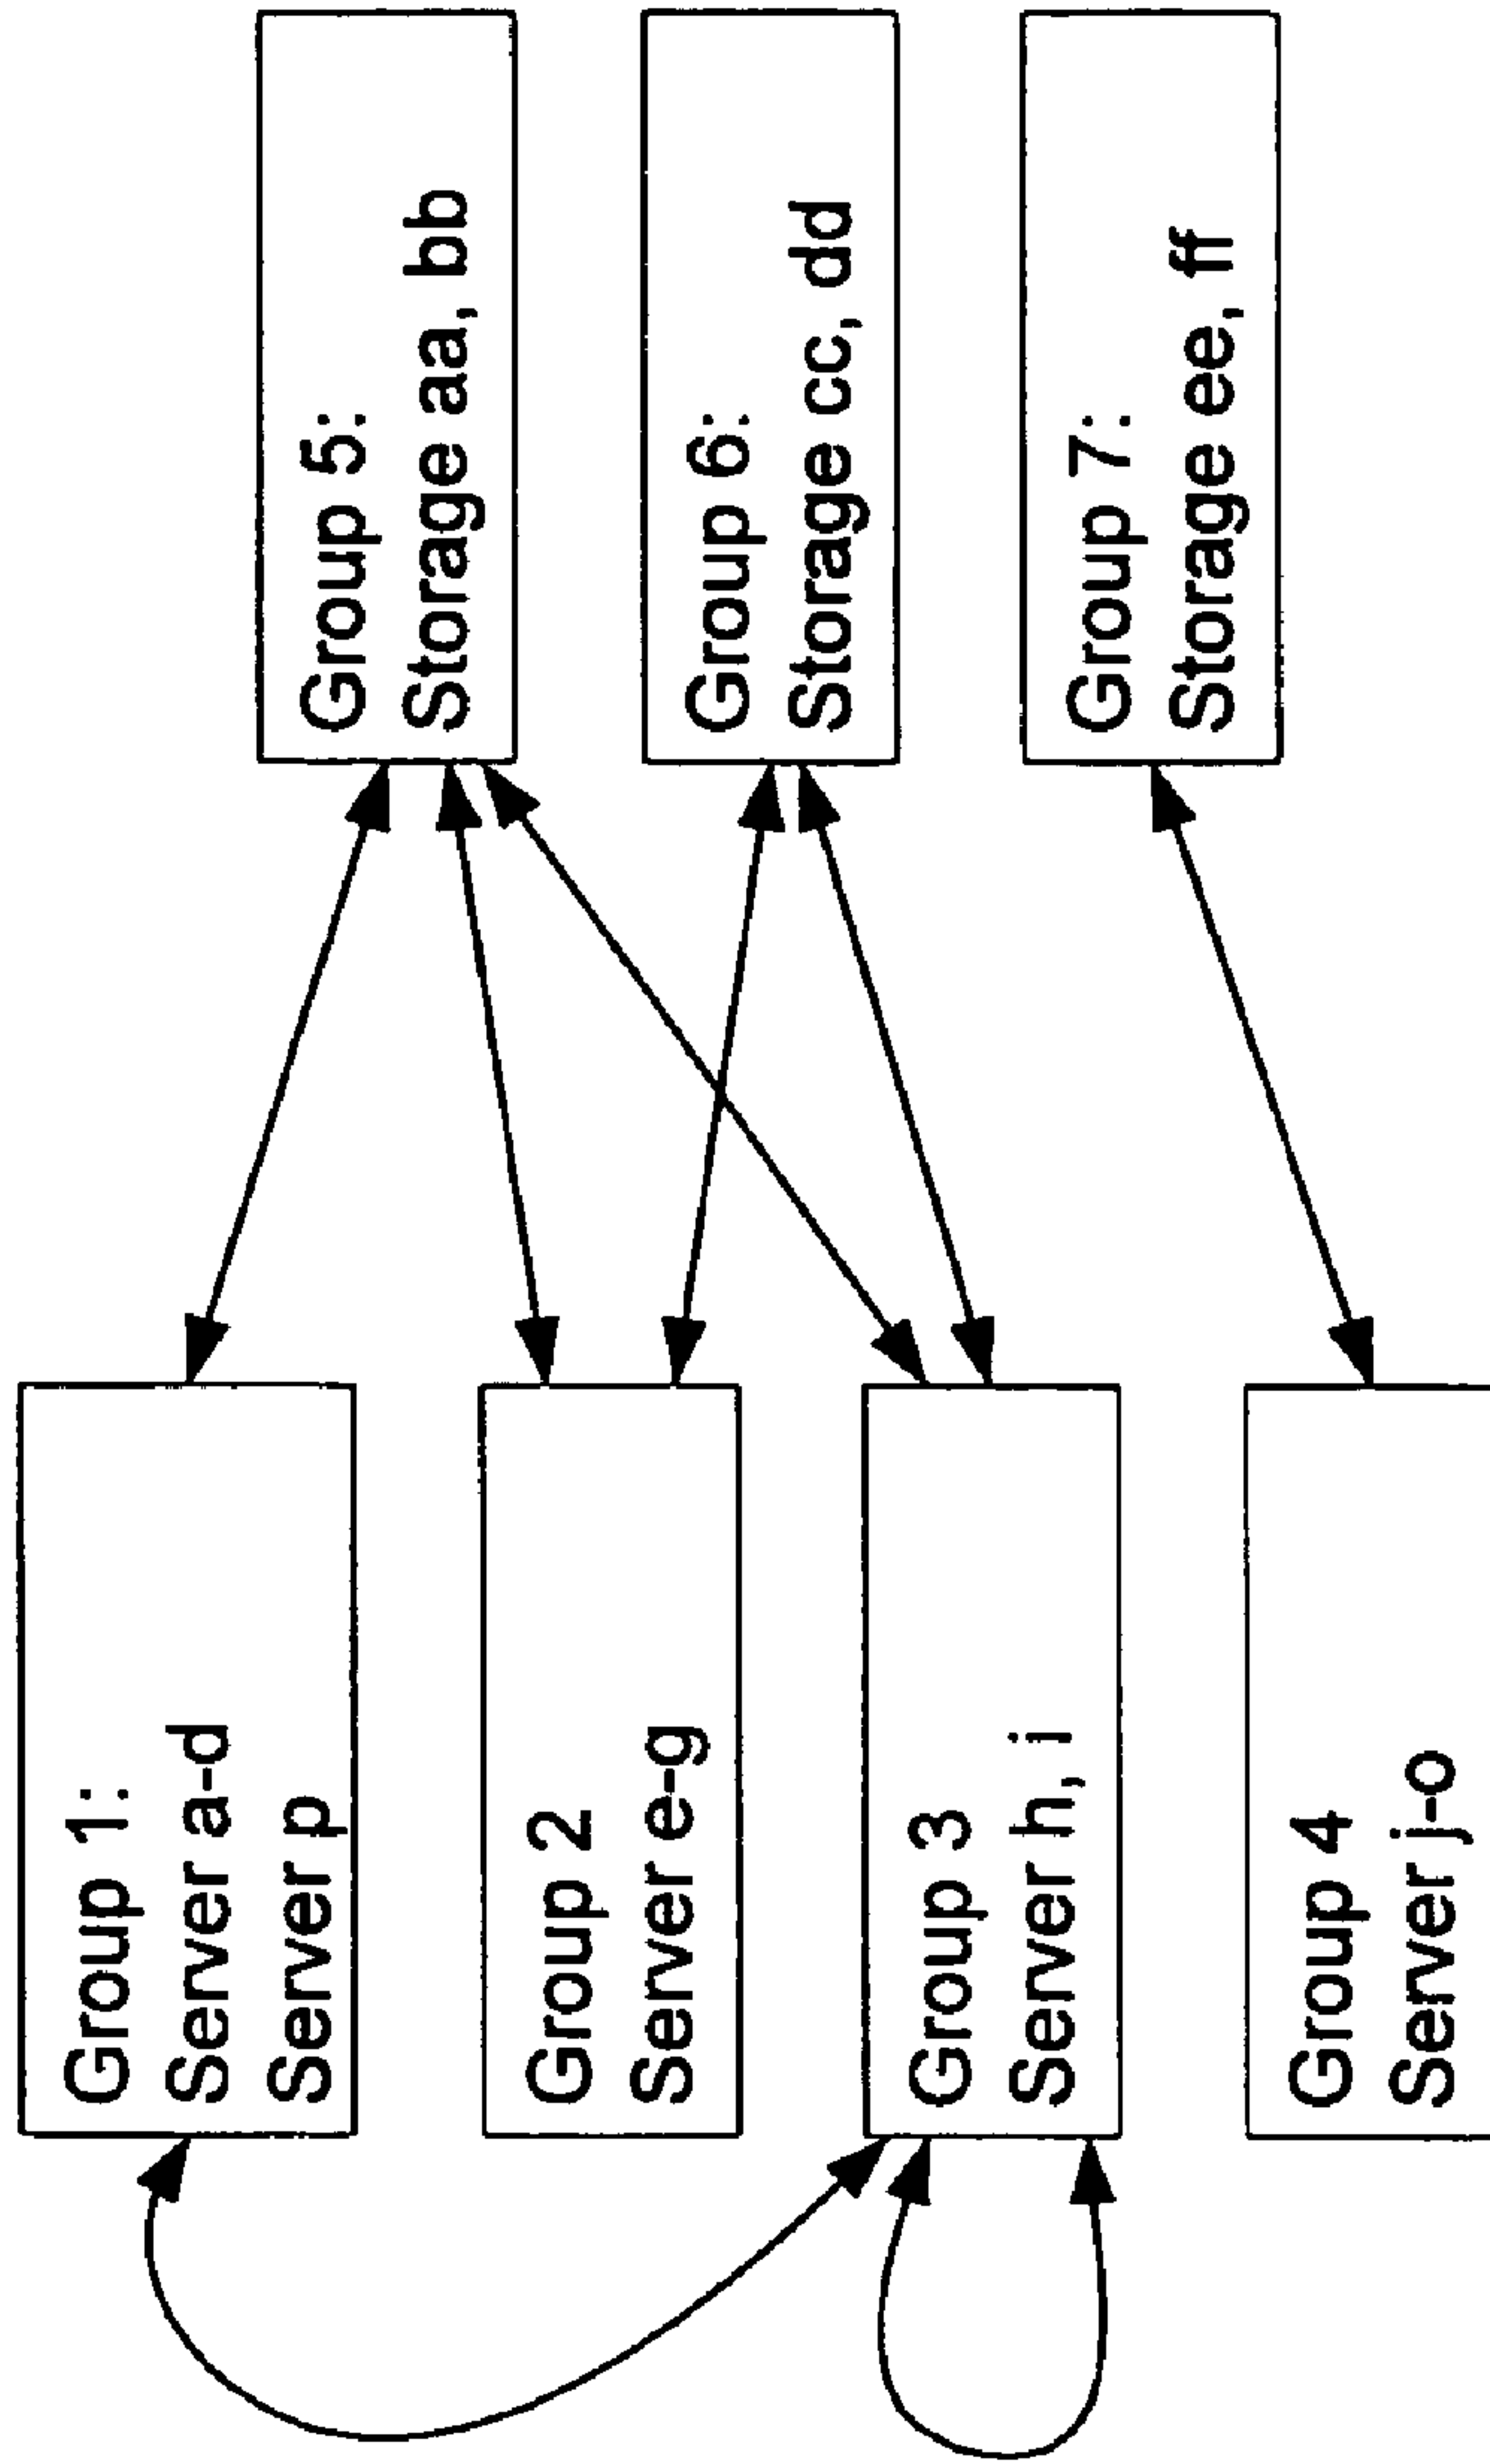 Group 1:
Server a-d
Server p
Group 2
Server e-g
Group 3
Server h, i
Group 4
Server j-o
Group 5:
Storage aa, bb
Group 6:
Storage cc, dd
Group 7:
Storage ee, ff